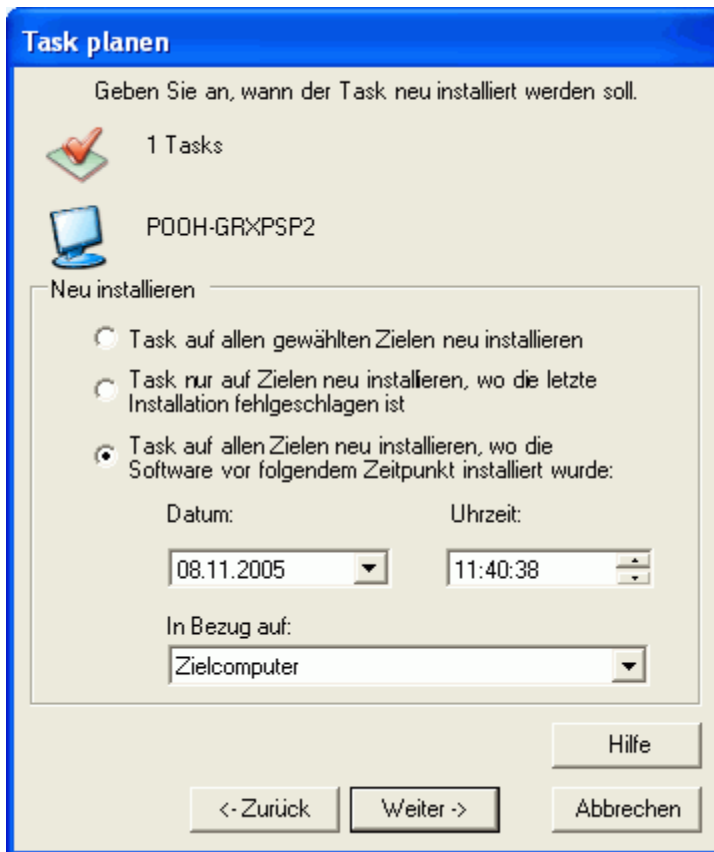 Task planen
Geben Sie an, wann der Task neu installiert werden soll.
1 Tasks
POOH-GRXPSP2
Neu installieren
Task auf allen gewählten Zielen neu installieren
Task nur auf Zielen neu installieren, wo die letzte
Installation fehlgeschlagen ist
Task auf allen Zielen neu installieren, wo die
Software vor folgendem Zeitpunkt installiert wurde:
Datum: Uhrzeit:
08.11.2005 11:40:38
In Bezug auf:
Zielcomputer
Hilfe
<- Zurück Weiter -> Abbrechen